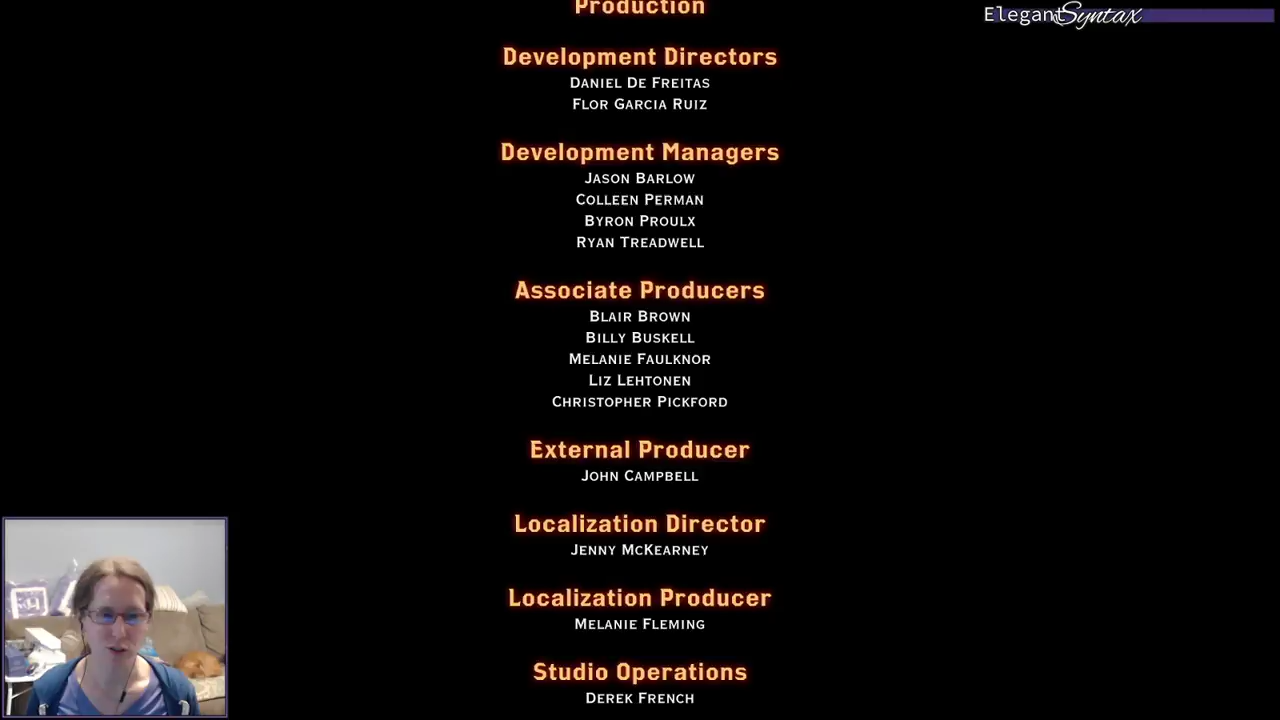 Production
ElegantSyntax
Development Directors
DANIEL DE FREITAS
FLOR GARCIA RUIZ
Development Managers
JASON BARLOW
COLLEEN PERMAN
BYRON PROULX
RYAN TREADWELL
Associate Producers
BLAIR BROWN
BILLY BUSKELL
MELANIE FAULKNOR
LIZ LEHTONEN
CHRISTOPHER PICKFORD
External Producer
JOHN CAMPBELL
Localization Director
JENNY MCKEARNEY
Localization Producer
MELANIE FLEMING
Studio Operations
DEREK FRENCH